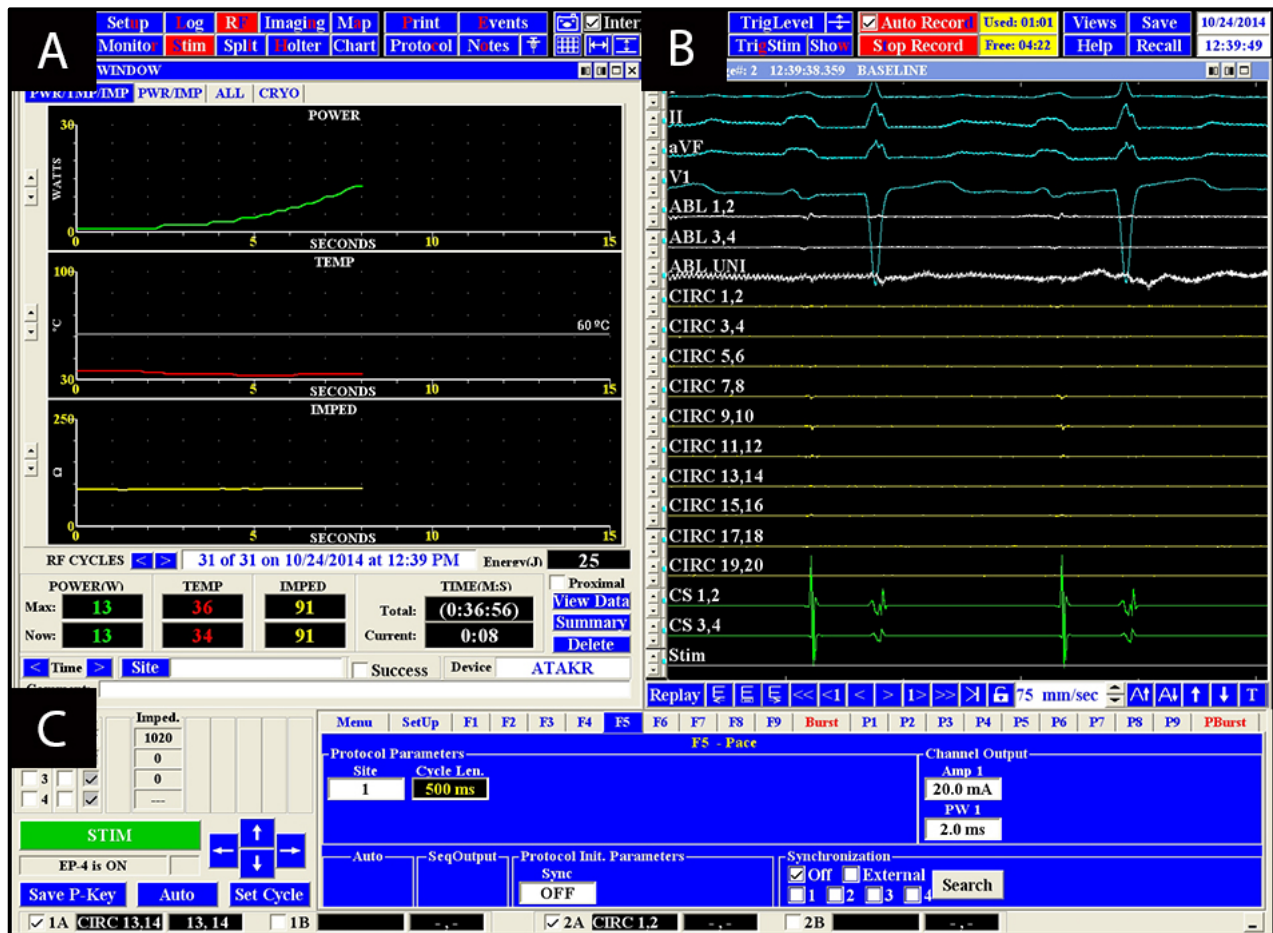 A
Setup Log RF Imaging Map Print Events Inter
Monitor Stim Split Holter Chart Protocol Notes
WINDOW
PWR/TMP/IMP PWR/IMP ALL CRYO
POWER
30
WATTS
0 5 10 15
SECONDS
TEMP
100
°C
60 ºC
30
5 10 15
SECONDS
IMPED
250
Ω
0
0 5 10 15
SECONDS
RF CYCLES < > 31 of 31 on 10/24/2014 at 12:39 PM Energy(J) 25
POWER(W) TEMP IMPED TIME(M:S) Proximal
Max: 13 36 91 Total: (0:36:56) View Data
Summary
Now: 13 34 91 Current: 0:08 Delete
< Time > Site Success Device ATAKR
B
TrigLevel Auto Record Used: 01:01 Views Save 10/24/2014
TrigStim Show Stop Record Free: 04:22 Help Recall 12:39:49
#: 2 12:39:38.359 BASELINE
II
aVF
V1
ABL 1,2
ABL 3,4
ABL UNI
CIRC 1,2
CIRC 3,4
CIRC 5,6
CIRC 7,8
CIRC 9,10
CIRC 11,12
CIRC 13,14
CIRC 15,16
CIRC 17,18
CIRC 19,20
CS 1,2
CS 3,4
Stim
Replay << <1 < > 1> >> 75 mm/sec T
C
Imped.
1020
0
3 0
4 ---
STIM
EP-4 is ON
Save P-Key Auto Set Cycle
Menu SetUp F1 F2 F3 F4 F5 F6 F7 F8 F9 Burst P1 P2 P3 P4 P5 P6 P7 P8 P9 PBurst
F5 - Pace
Protocol Parameters
Site Cycle Len.
1 500 ms
Channel Output
Amp 1
20.0 mA
PW 1
2.0 ms
Auto SeqOutput Protocol Init. Parameters Synchronization
Sync Off External
OFF 1 2 3 4 Search
1A CIRC 13,14 13, 14 1B - , - 2A CIRC 1,2 - , - 2B - , -